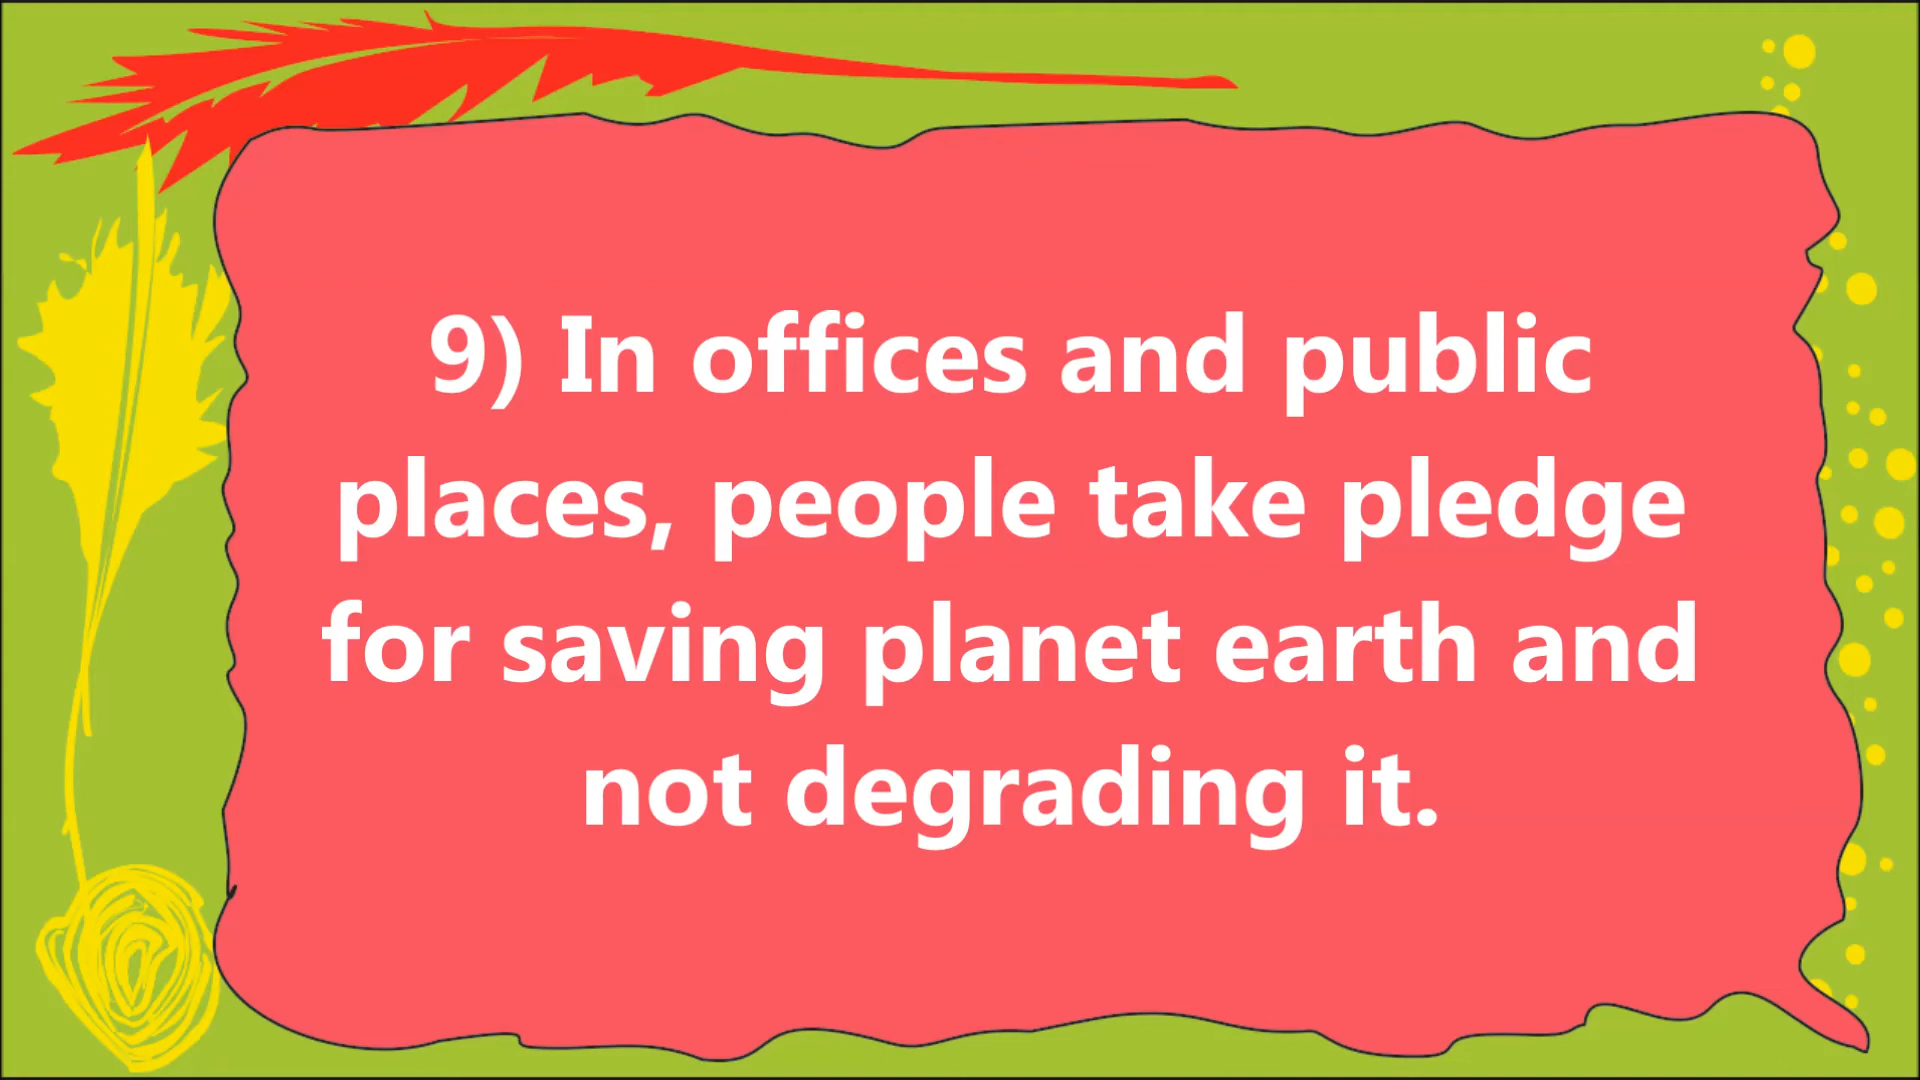 9) In offices and public
places, people take pledge
for saving planet earth and
not degrading it.